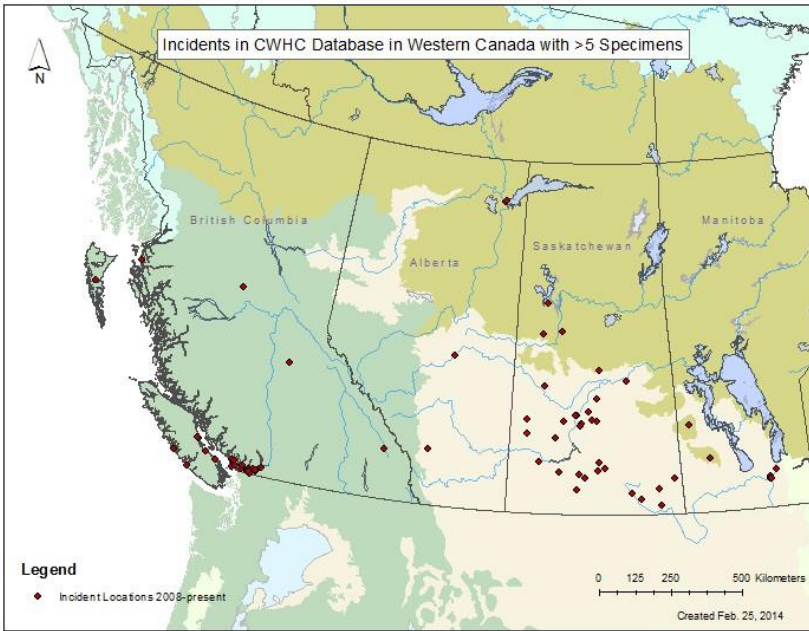 Incidents in CWHC Database in Western Canada with >5 Specimens
N
British Columbia
Alberta
Saskatchewan
Manitoba
Legend
Incident Locations 2008-present
0 125 250 500 Kilometers
Created Feb. 25, 2014